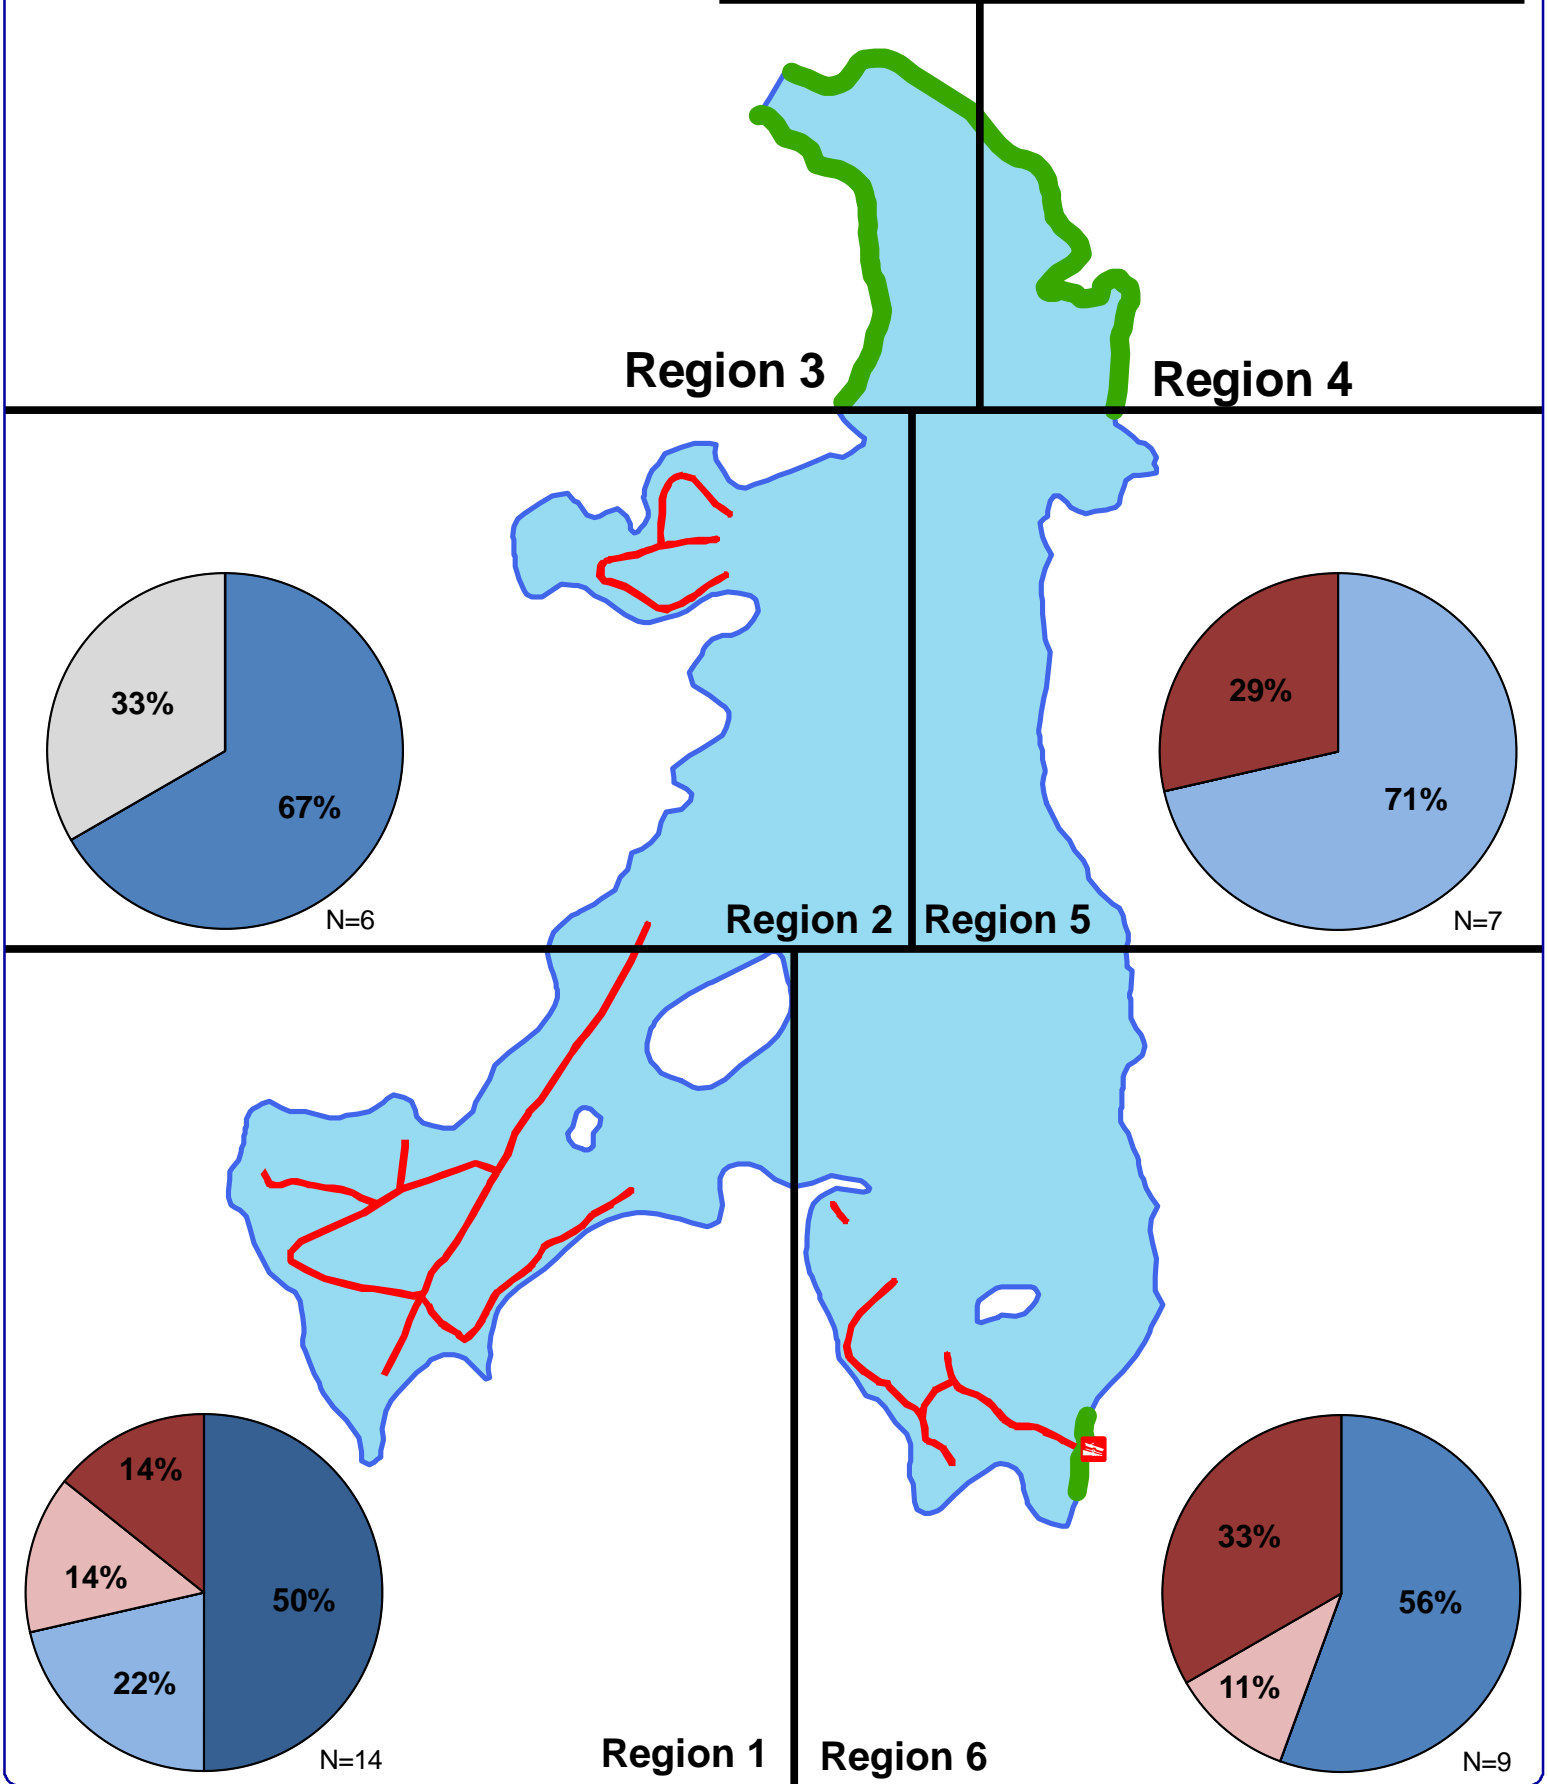 Region 3
Region 4
33%
67%
N=6
29%
71%
N=7
Region 2
Region 5
14%
14%
50%
22%
N=14
33%
56%
11%
N=9
Region 1
Region 6